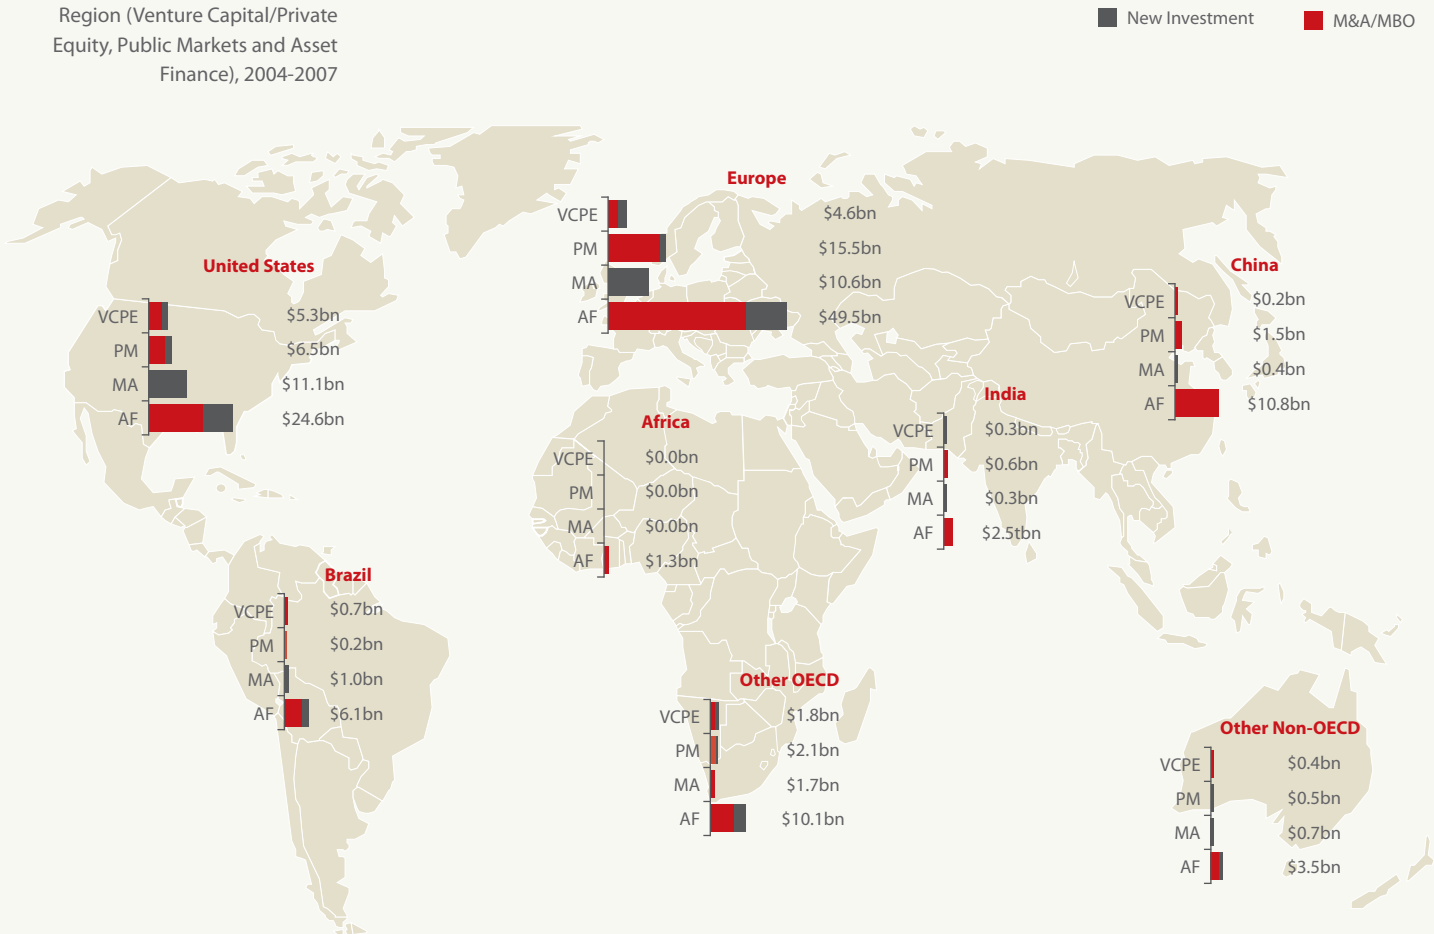 Region (Venture Capital/Private
Equity, Public Markets and Asset
Finance), 2004-2007
New Investment
M&A/MBO
Europe
VCPE $4.6bn
PM $15.5bn
MA $10.6bn
AF $49.5bn
United States
VCPE $5.3bn
PM $6.5bn
MA $11.1bn
AF $24.6bn
China
VCPE $0.2bn
PM $1.5bn
MA $0.4bn
AF $10.8bn
India
VCPE $0.3bn
PM $0.6bn
MA $0.3bn
AF $2.5tbn
Africa
VCPE $0.0bn
PM $0.0bn
MA $0.0bn
AF $1.3bn
Brazil
VCPE $0.7bn
PM $0.2bn
MA $1.0bn
AF $6.1bn
Other OECD
VCPE $1.8bn
PM $2.1bn
MA $1.7bn
AF $10.1bn
Other Non-OECD
VCPE $0.4bn
PM $0.5bn
MA $0.7bn
AF $3.5bn